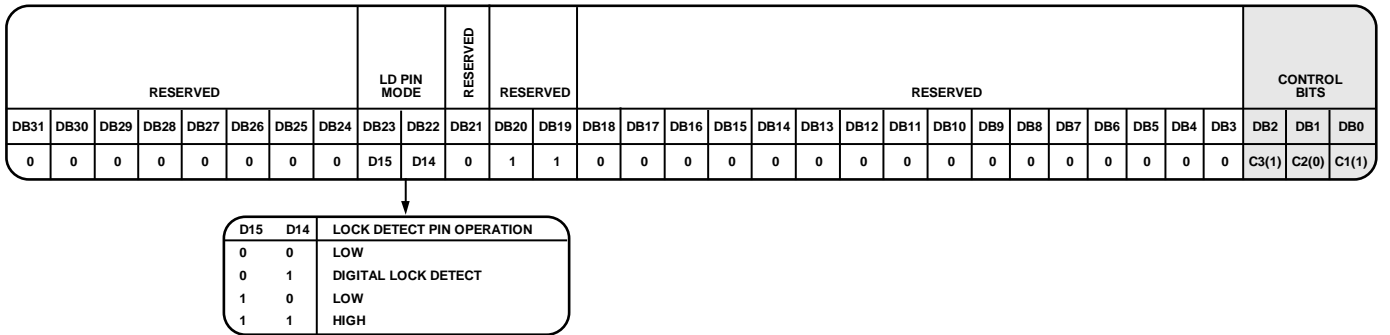 RESERVED
LD PIN
MODE
RESERVED
RESERVED
RESERVED
CONTROL
BITS
DB31 DB30 DB29 DB28 DB27 DB26 DB25 DB24 DB23 DB22 DB21 DB20 DB19 DB18 DB17 DB16 DB15 DB14 DB13 DB12 DB11 DB10 DB9 DB8 DB7 DB6 DB5 DB4 DB3 DB2 DB1 DB0
0 0 0 0 0 0 0 0 D15 D14 0 1 1 0 0 0 0 0 0 0 0 0 0 0 0 0 0 0 0 C3(1) C2(0) C1(1)
D15 D14 LOCK DETECT PIN OPERATION
0 0 LOW
0 1 DIGITAL LOCK DETECT
1 0 LOW
1 1 HIGH